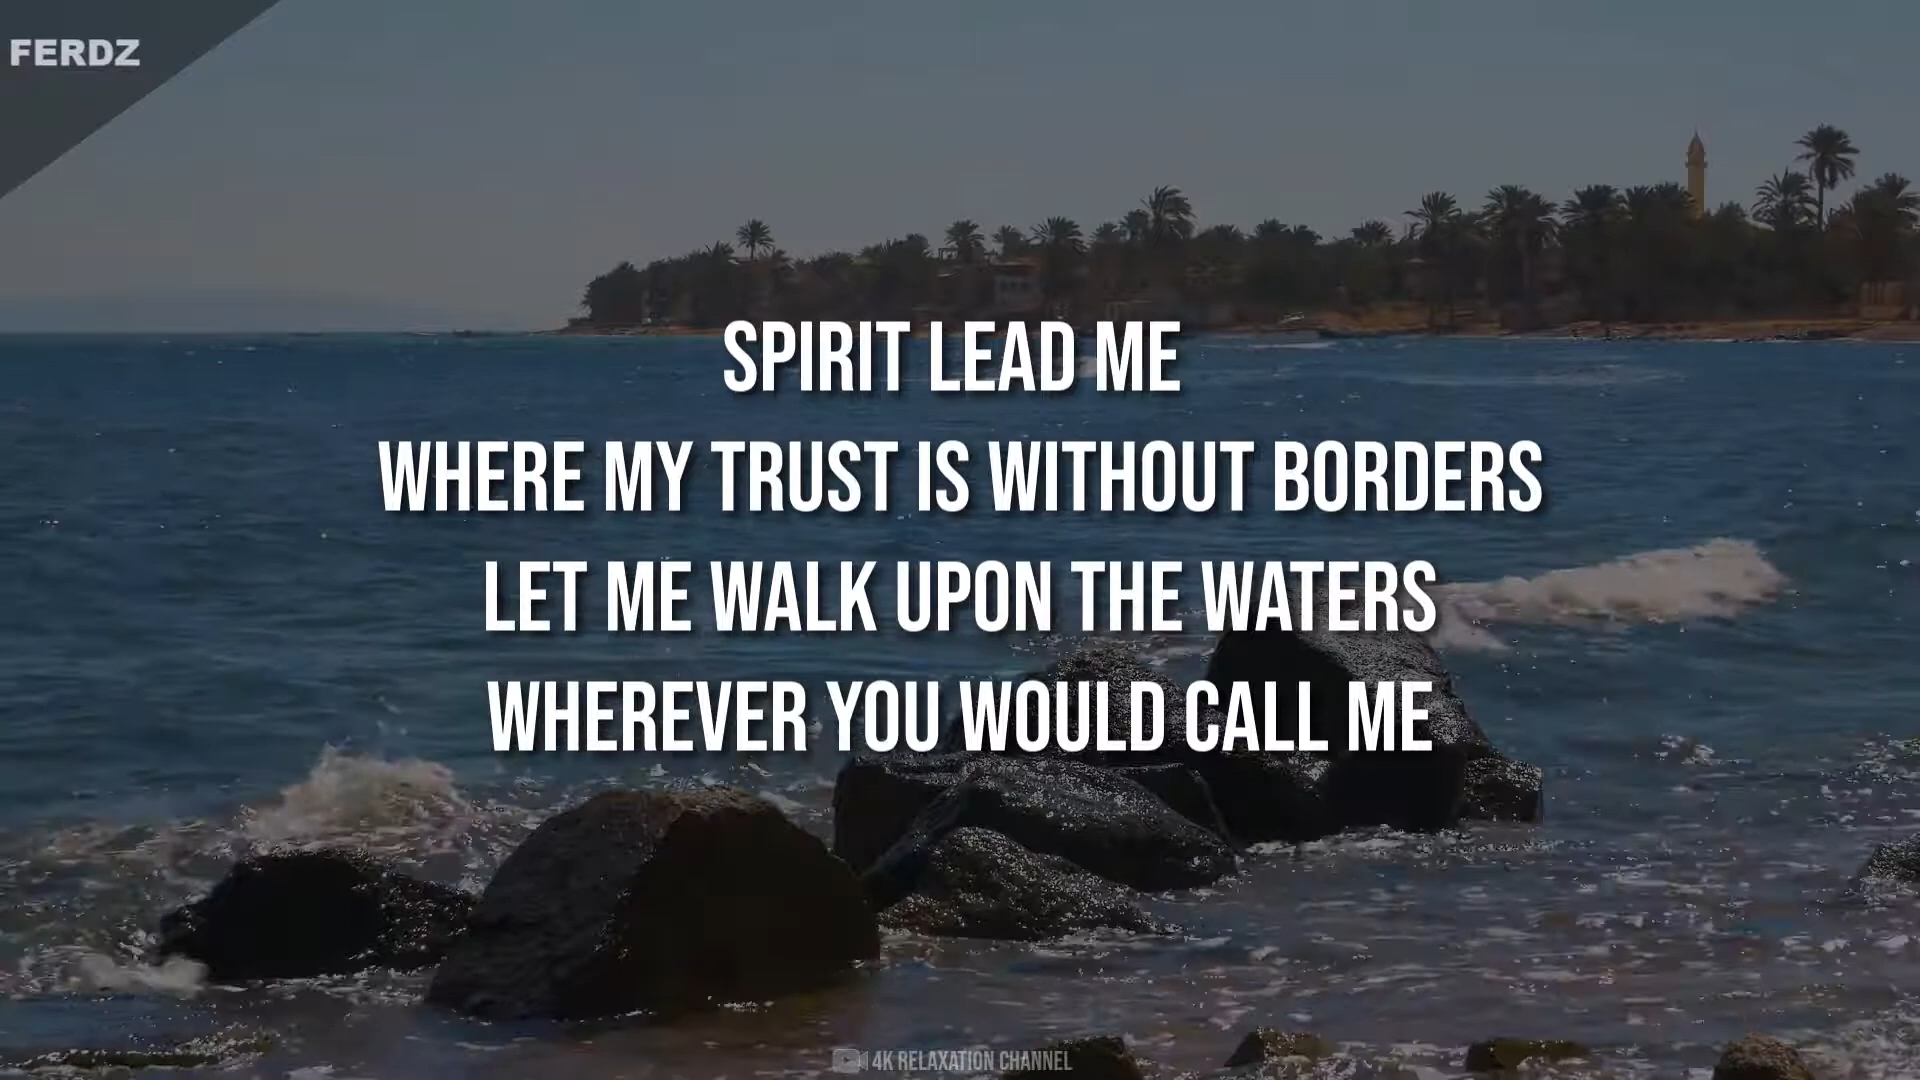 FERDZ
SPIRIT LEAD ME
WHERE MY TRUST IS WITHOUT BORDERS
LET ME WALK UPON THE WATERS
WHEREVER YOU WOULD CALL ME
4K RELAXATION CHANNEL